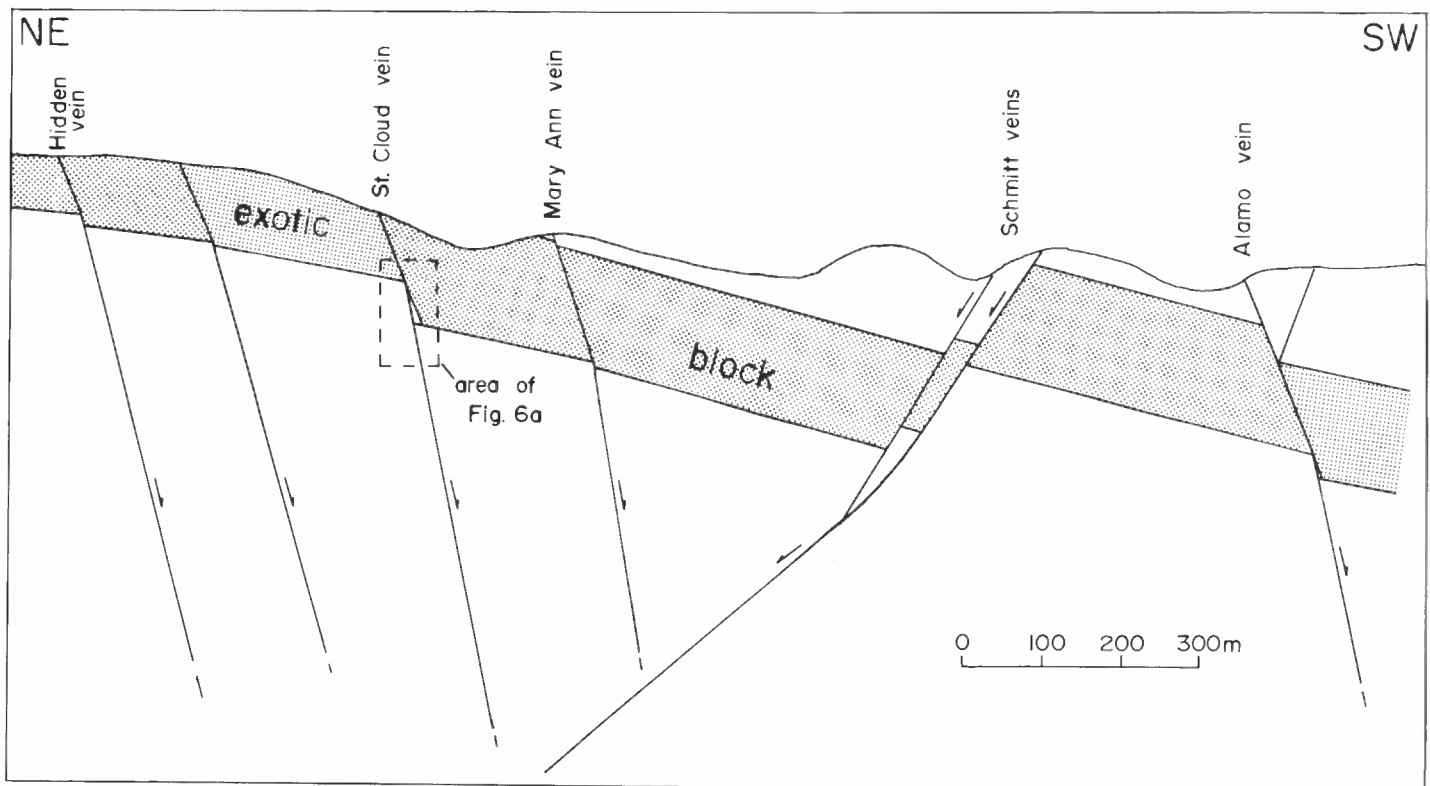 NE
SW
Hidden
vein
St. Cloud vein
Mary Ann vein
Schmitt veins
Alamo vein
exotic
block
area of
Fig. 6a
0 100 200 300m